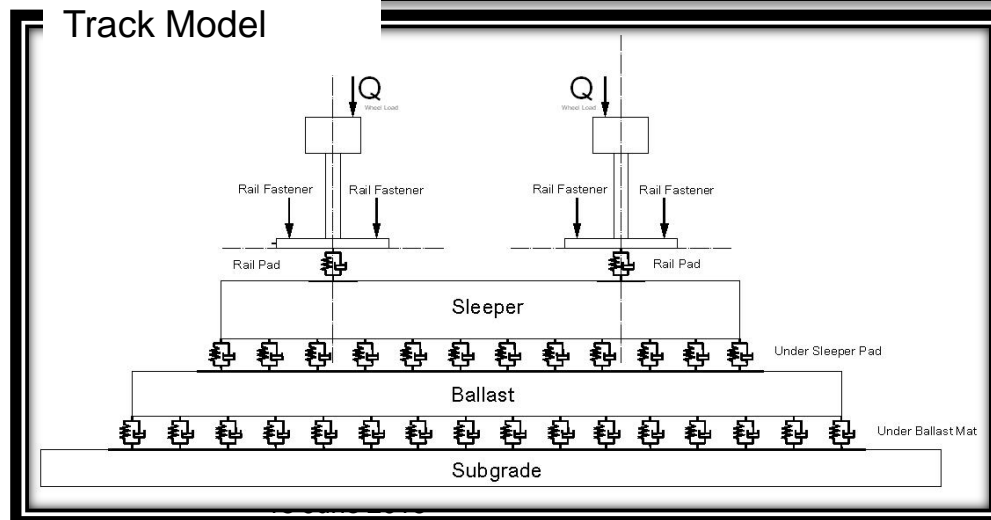 Track Model
Q Q
Wheel Load Wheel Load
Rail Fastener Rail Fastener Rail Fastener Rail Fastener
Rail Pad Rail Pad
Sleeper
Under Sleeper Pad
Ballast
Under Ballast Mat
Subgrade